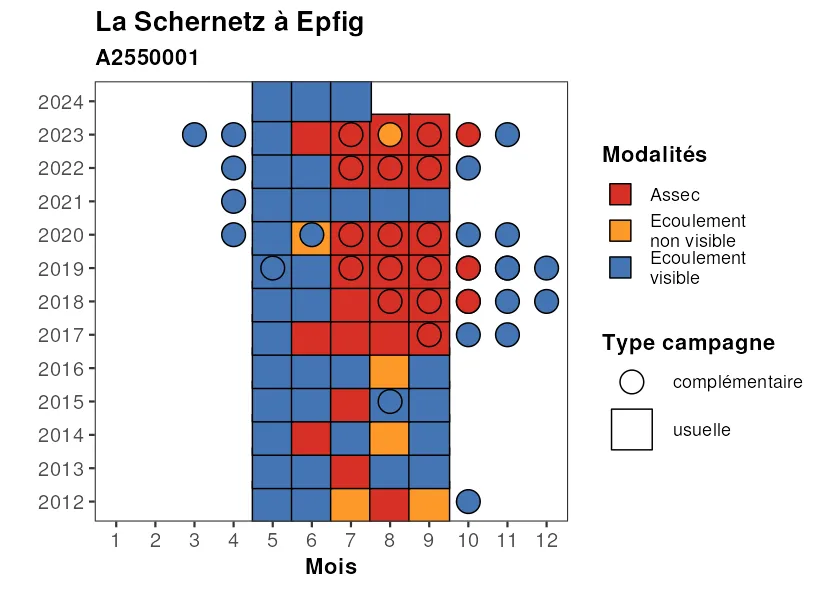 La Schernetz à Epfig
A2550001
2024
2023
2022
2021
2020
2019
2018
2017
2016
2015
2014
2013
2012
1 2 3 4 5 6 7 8 9 10 11 12
Mois
Modalités
Assec
Ecoulement
non visible
Ecoulement
visible
Type campagne
complémentaire
usuelle